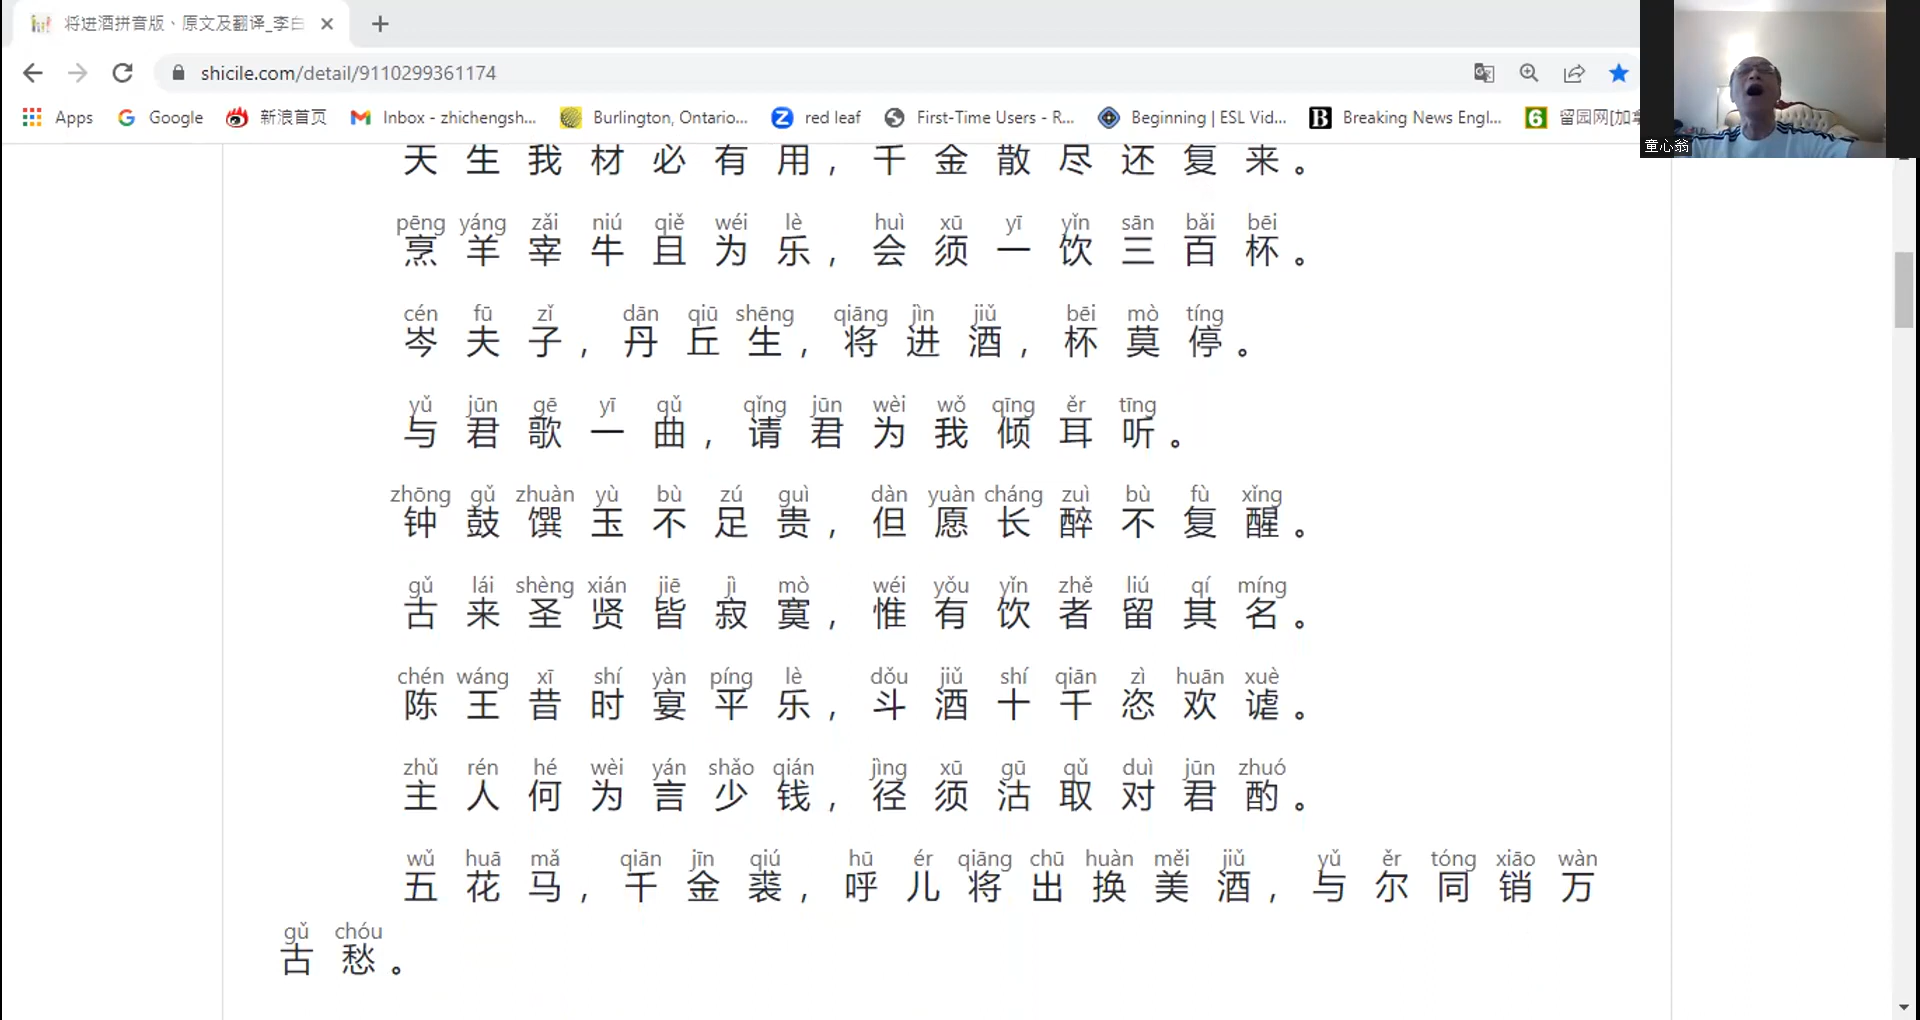 将进酒拼音版、原文及翻译_李白
shicile.com/detail/9110299361174
Apps Google 新浪首页 Inbox - zhichengsh... Burlington, Ontario... red leaf First-Time Users - R... Beginning | ESL Vid... Breaking News Engl... 留园网[加拿
童心翁
天生我材必有用，千金散尽还复来。
pēng yáng zǎi niú qiě wéi lè huì xū yī yǐn sān bǎi bēi
烹羊宰牛且为乐，会须一饮三百杯。
cén fū zǐ dān qiū shēng qiāng jìn jiǔ bēi mò tíng
岑夫子，丹丘生，将进酒，杯莫停。
yǔ jūn gē yī qǔ qǐng jūn wèi wǒ qīng ěr tīng
与君歌一曲，请君为我倾耳听。
zhōng gǔ zhuàn yù bù zú guì dàn yuàn cháng zuì bù fù xǐng
钟鼓馔玉不足贵，但愿长醉不复醒。
gǔ lái shèng xián jiē jì mò wéi yǒu yǐn zhě liú qí míng
古来圣贤皆寂寞，惟有饮者留其名。
chén wáng xī shí yàn píng lè dǒu jiǔ shí qiān zì huān xuè
陈王昔时宴平乐，斗酒十千恣欢谑。
zhǔ rén hé wèi yán shǎo qián jìng xū gū qǔ duì jūn zhuó
主人何为言少钱，径须沽取对君酌。
wǔ huā mǎ qiān jīn qiú hū ér qiāng chū huàn měi jiǔ yǔ ěr tóng xiāo wàn
五花马，千金裘，呼儿将出换美酒，与尔同销万
gǔ chóu
古愁。